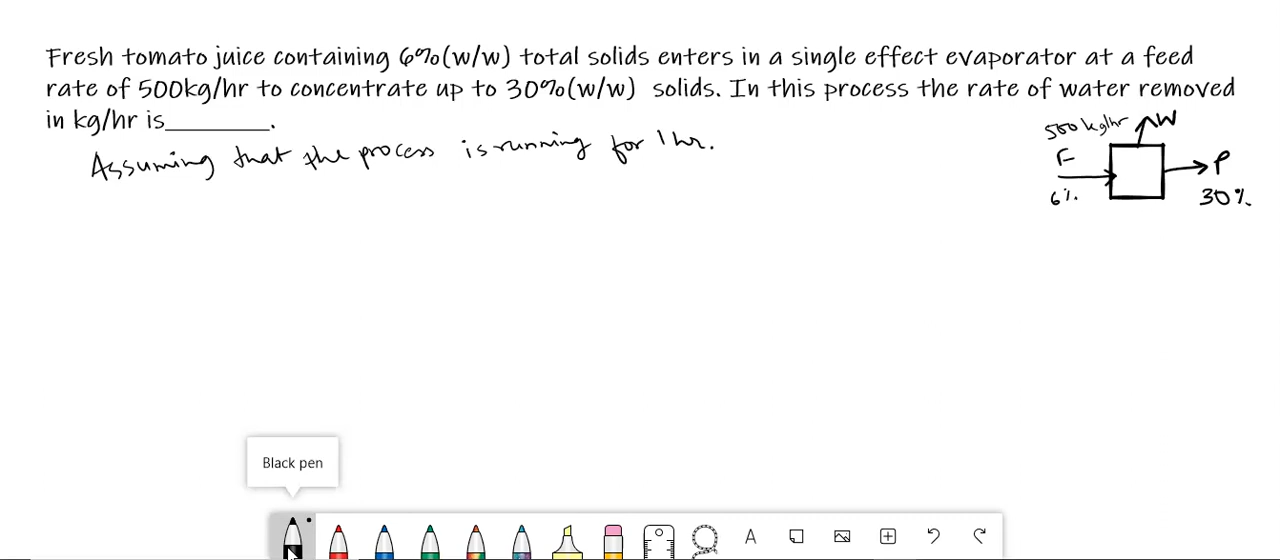 Fresh tomato juice containing 6%(w/w) total solids enters in a single effect evaporator at a feed
rate of 500kg/hr to concentrate up to 30%(w/w) solids. In this process the rate of water removed
in kg/hr is________.
Assuming that the process is running for 1 hr.
500 kg/hr W
F P
6% 30%
Black pen
A